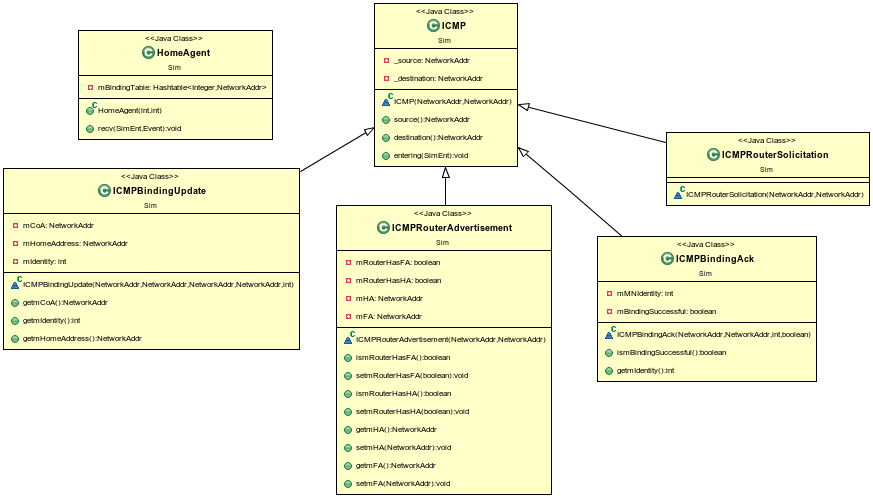 <<Java Class>>
HomeAgent
Sim
mBindingTable: Hashtable<Integer,NetworkAddr>
HomeAgent(int,int)
recv(SimEnt,Event):void
<<Java Class>>
ICMP
Sim
_source: NetworkAddr
_destination: NetworkAddr
ICMP(NetworkAddr,NetworkAddr)
source():NetworkAddr
destination():NetworkAddr
entering(SimEnt):void
<<Java Class>>
ICMPRouterSolicitation
Sim
ICMPRouterSolicitation(NetworkAddr,NetworkAddr)
<<Java Class>>
ICMPBindingUpdate
Sim
mCoA: NetworkAddr
mHomeAddress: NetworkAddr
mIdentity: int
ICMPBindingUpdate(NetworkAddr,NetworkAddr,NetworkAddr,NetworkAddr,int)
getmCoA():NetworkAddr
getmIdentity():int
getmHomeAddress():NetworkAddr
<<Java Class>>
ICMPRouterAdvertisement
Sim
mRouterHasFA: boolean
mRouterHasHA: boolean
mHA: NetworkAddr
mFA: NetworkAddr
ICMPRouterAdvertisement(NetworkAddr,NetworkAddr)
ismRouterHasFA():boolean
setmRouterHasFA(boolean):void
ismRouterHasHA():boolean
setmRouterHasHA(boolean):void
getmHA():NetworkAddr
setmHA(NetworkAddr):void
getmFA():NetworkAddr
setmFA(NetworkAddr):void
<<Java Class>>
ICMPBindingAck
Sim
mMNIdentity: int
mBindingSuccessful: boolean
ICMPBindingAck(NetworkAddr,NetworkAddr,int,boolean)
ismBindingSuccessful():boolean
getmIdentity():int